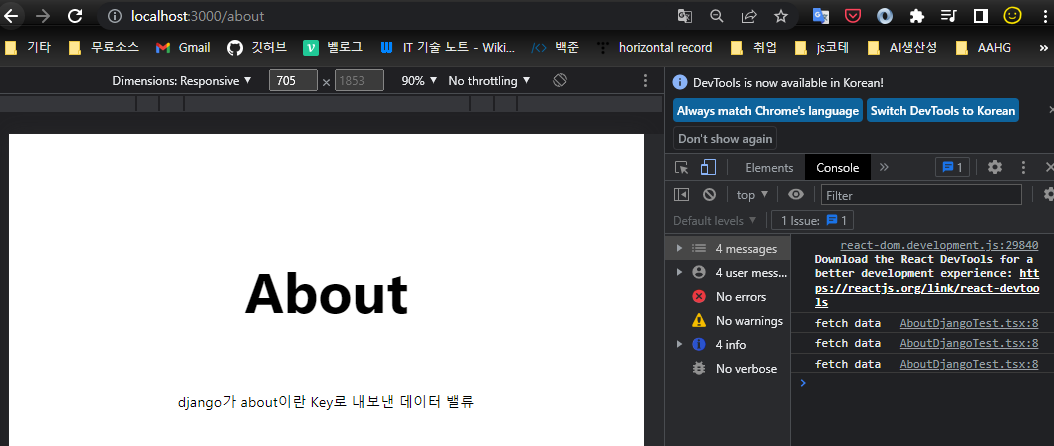 localhost:3000/about
기타 무료소스 Gmail 깃허브 밸로그 IT 기술 노트 - Wiki... 백준 horizontal record 취업 js코테 AI생산성 AAHG »
Dimensions: Responsive ▼ 705 × 1853 90% ▼ No throttling ▼
DevTools is now available in Korean!
Always match Chrome's language Switch DevTools to Korean
Don't show again
Elements Console » 1
top ▼ Filter
Default levels ▼ 1 Issue: 1
4 messages
4 user mess...
No errors
No warnings
4 info
No verbose
react-dom.development.js:29840
Download the React DevTools for a
better development experience: htt
ps://reactjs.org/link/react-devtoo
ls
fetch data AboutDjangoTest.tsx:8
fetch data AboutDjangoTest.tsx:8
fetch data AboutDjangoTest.tsx:8
About
django가 about이란 Key로 내보낸 데이터 밸류